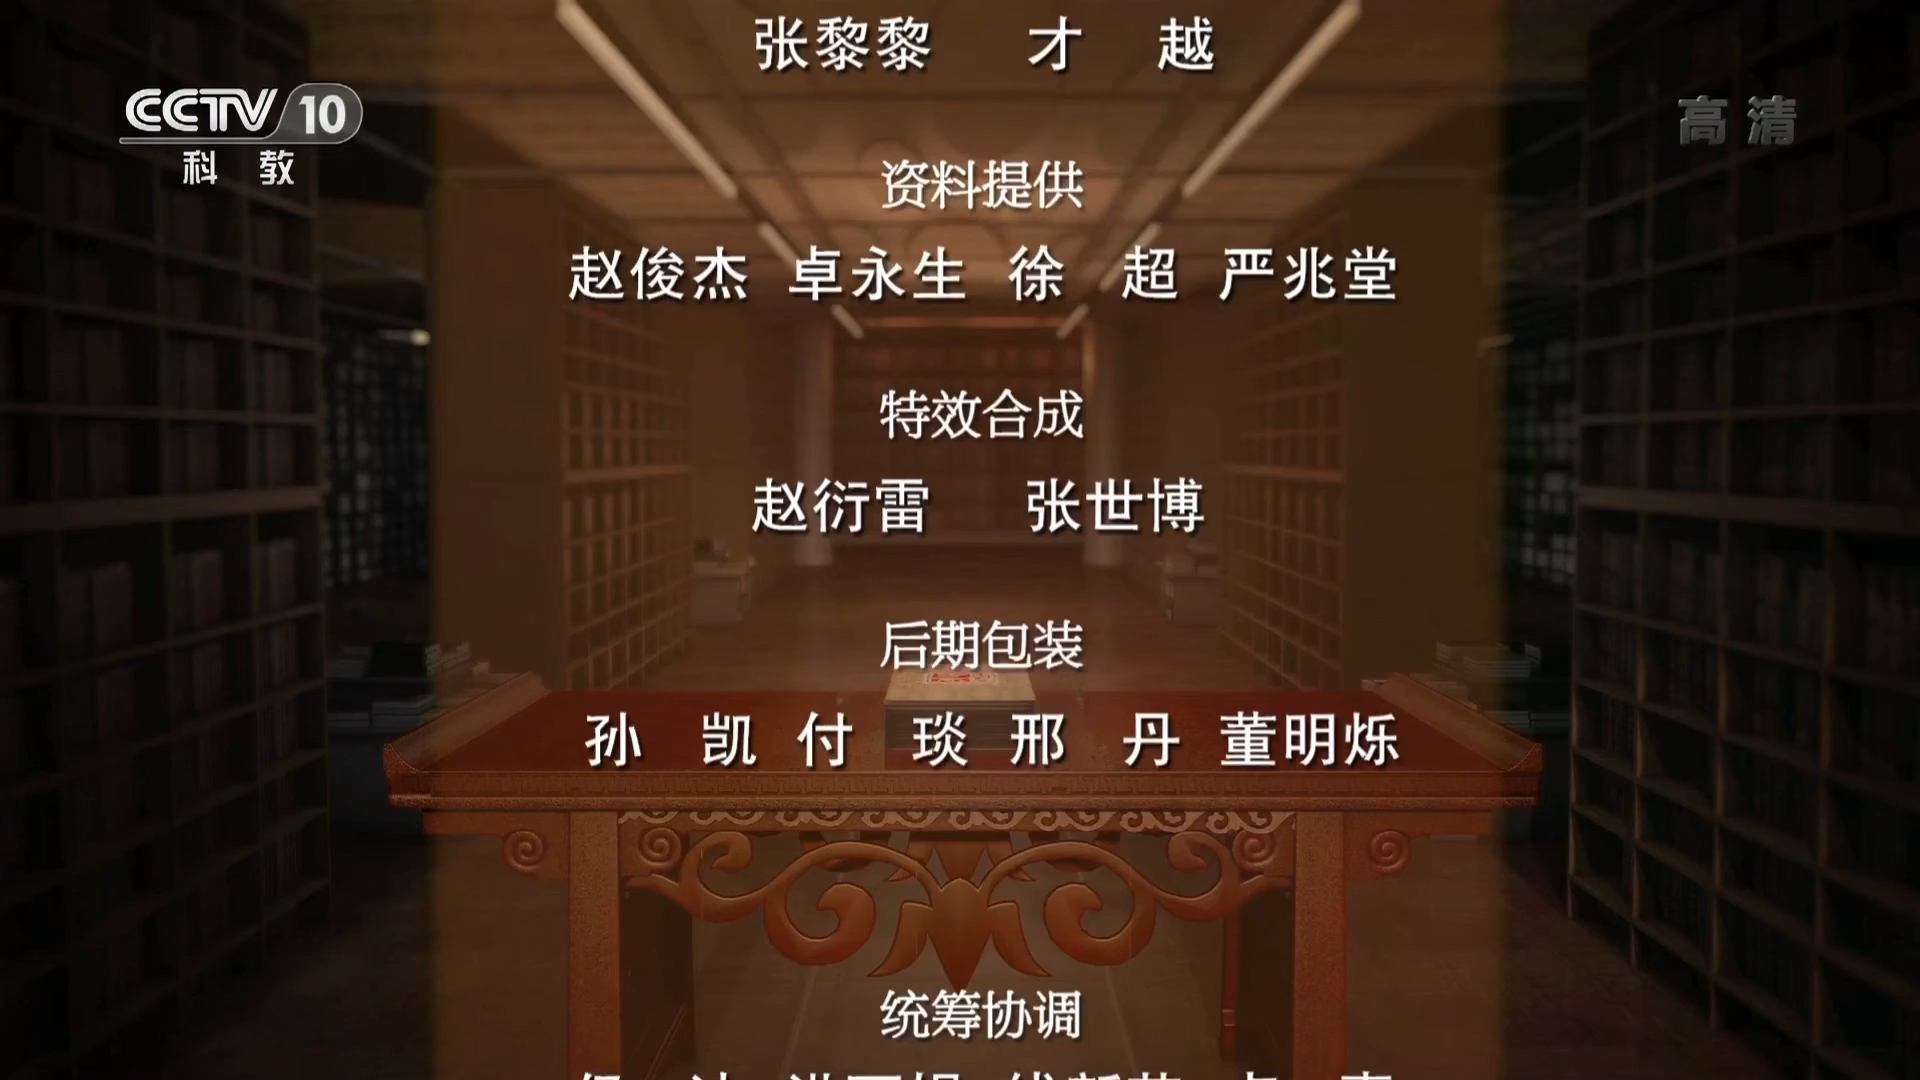 张黎黎 才 越
CCTV 10
高清
科 教
资料提供
赵俊杰 卓永生 徐 超 严兆堂
特效合成
赵衍雷 张世博
后期包装
孙 凯 付 琰 邢 丹 董明烁
统筹协调